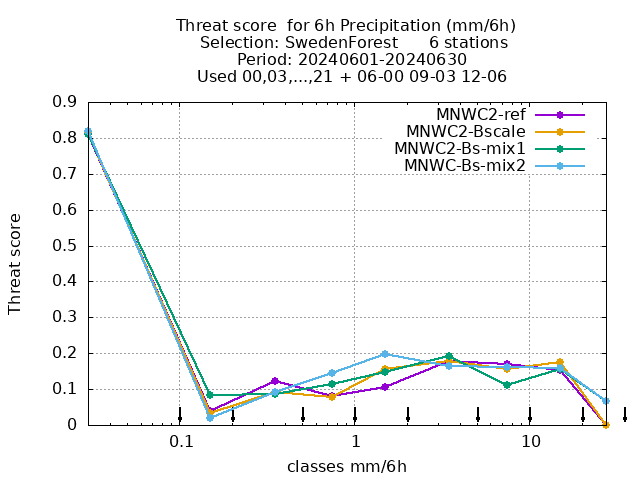 Threat score  for 6h Precipitation (mm/6h)
Selection: SwedenForest      6 stations
Period: 20240601-20240630
Used 00,03,...,21 + 06-00 09-03 12-06
MNWC2-ref
MNWC2-Bscale
MNWC2-Bs-mix1
MNWC-Bs-mix2
0.9
0.8
0.7
0.6
0.5
0.4
0.3
0.2
0.1
0
Threat score
0.1
1
10
classes mm/6h